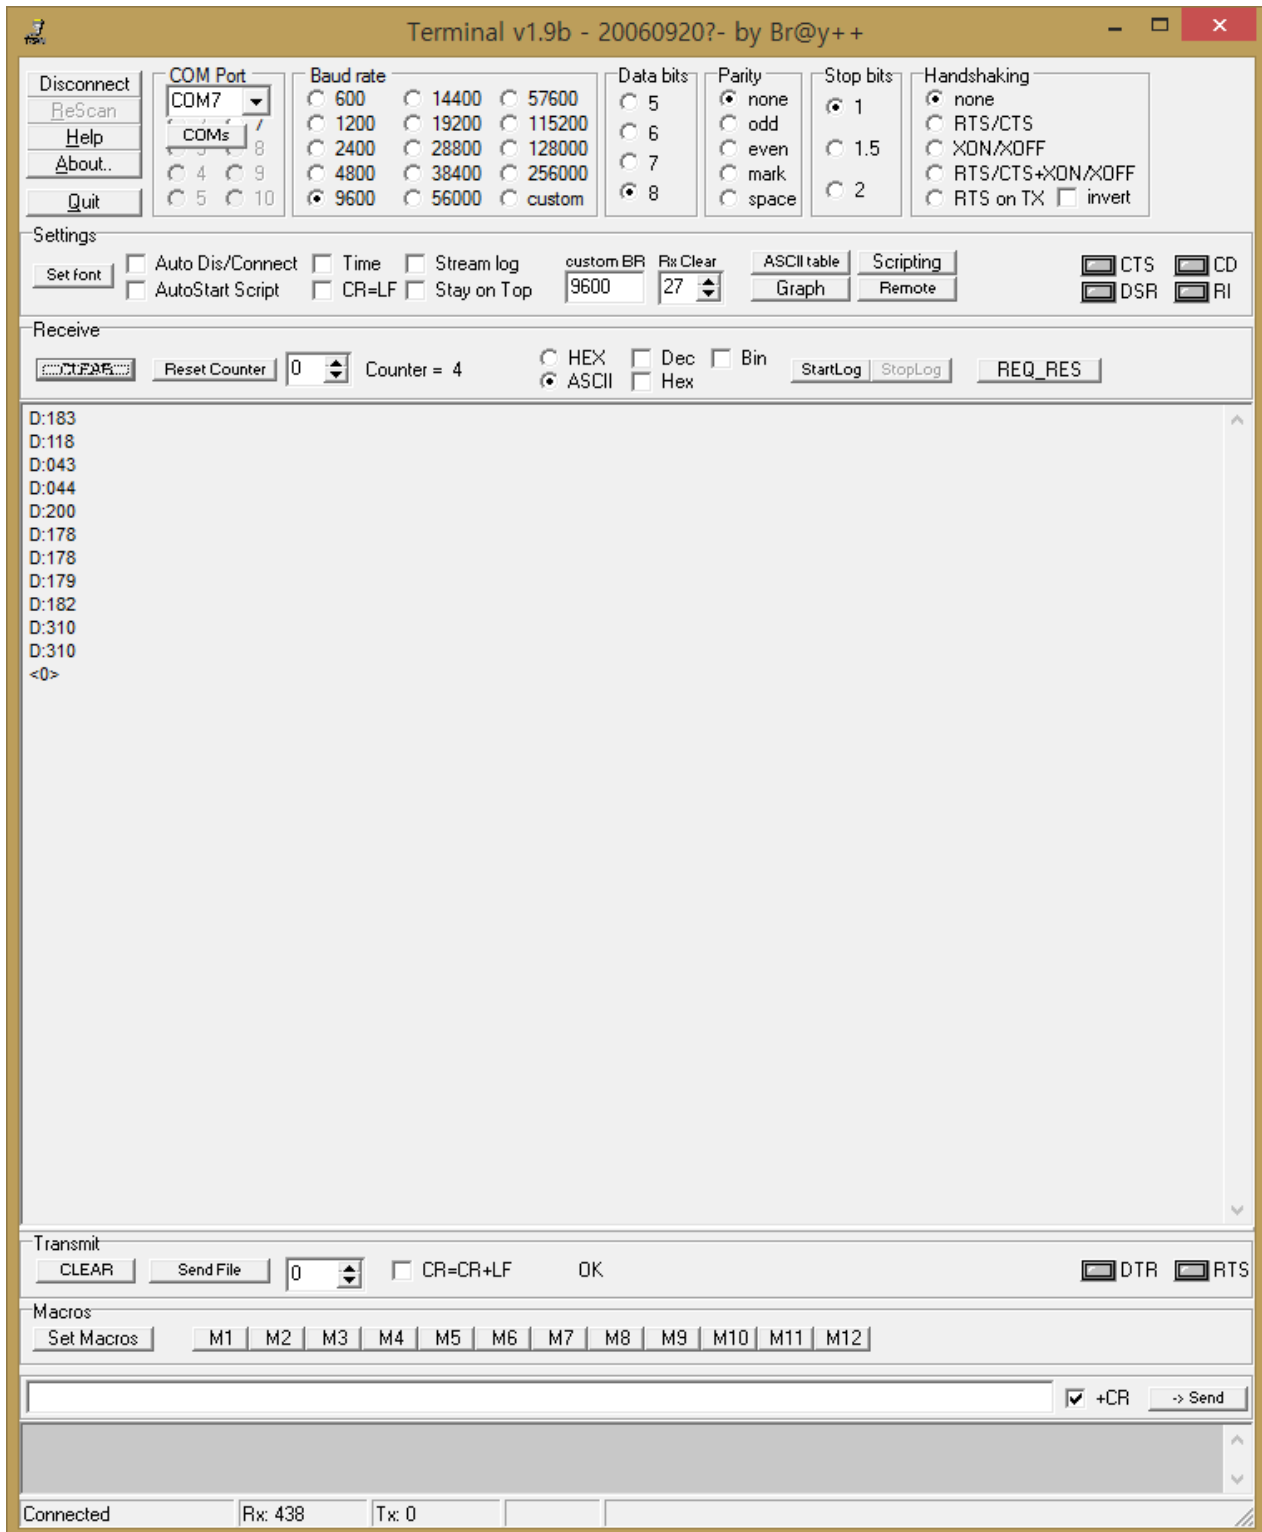 Terminal v1.9b - 20060920?- by Br@y++
Disconnect
ReScan
Help
About..
Quit
COM Port
COM7
COMs
7
3 8
4 9
5 10
Baud rate
600 14400 57600
1200 19200 115200
2400 28800 128000
4800 38400 256000
9600 56000 custom
Data bits
5
6
7
8
Parity
none
odd
even
mark
space
Stop bits
1
1.5
2
Handshaking
none
RTS/CTS
XON/XOFF
RTS/CTS+XON/XOFF
RTS on TX invert
Settings
Set font
Auto Dis/Connect Time Stream log
AutoStart Script CR=LF Stay on Top
custom BR Rx Clear
9600 27
ASCII table Scripting
Graph Remote
CTS CD
DSR RI
Receive
CLEAR Reset Counter 0 Counter = 4
HEX Dec Bin
ASCII Hex
StartLog StopLog REQ_RES
D:183
D:118
D:043
D:044
D:200
D:178
D:178
D:179
D:182
D:310
D:310
<0>
Transmit
CLEAR Send File 0 CR=CR+LF OK DTR RTS
Macros
Set Macros M1 M2 M3 M4 M5 M6 M7 M8 M9 M10 M11 M12
+CR -> Send
Connected Rx: 438 Tx: 0